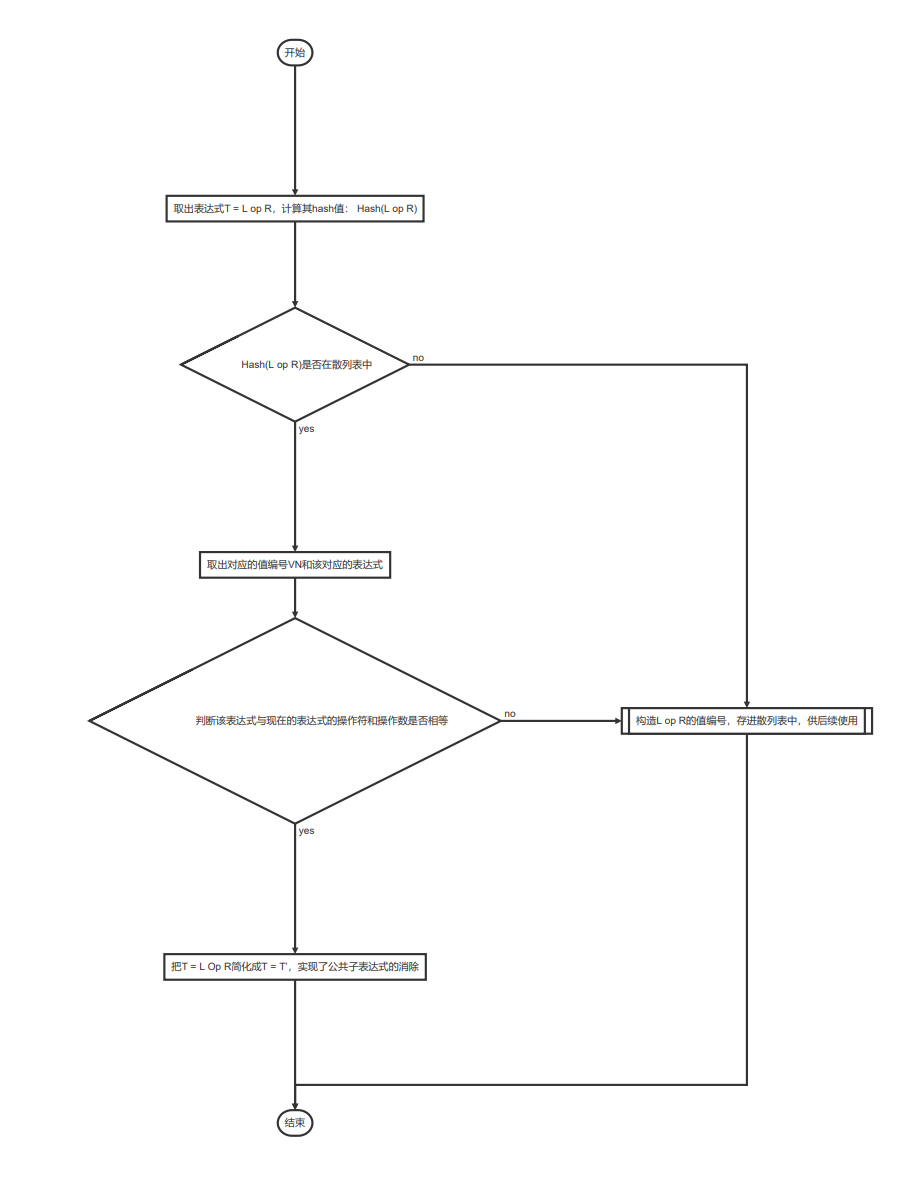 开始
取出表达式T = L op R，计算其hash值： Hash(L op R)
Hash(L op R)是否在散列表中
no
yes
取出对应的值编号VN和该对应的表达式
判断该表达式与现在的表达式的操作符和操作数是否相等
no
构造L op R的值编号，存进散列表中，供后续使用
yes
把T = L Op R简化成T = T'，实现了公共子表达式的消除
结束